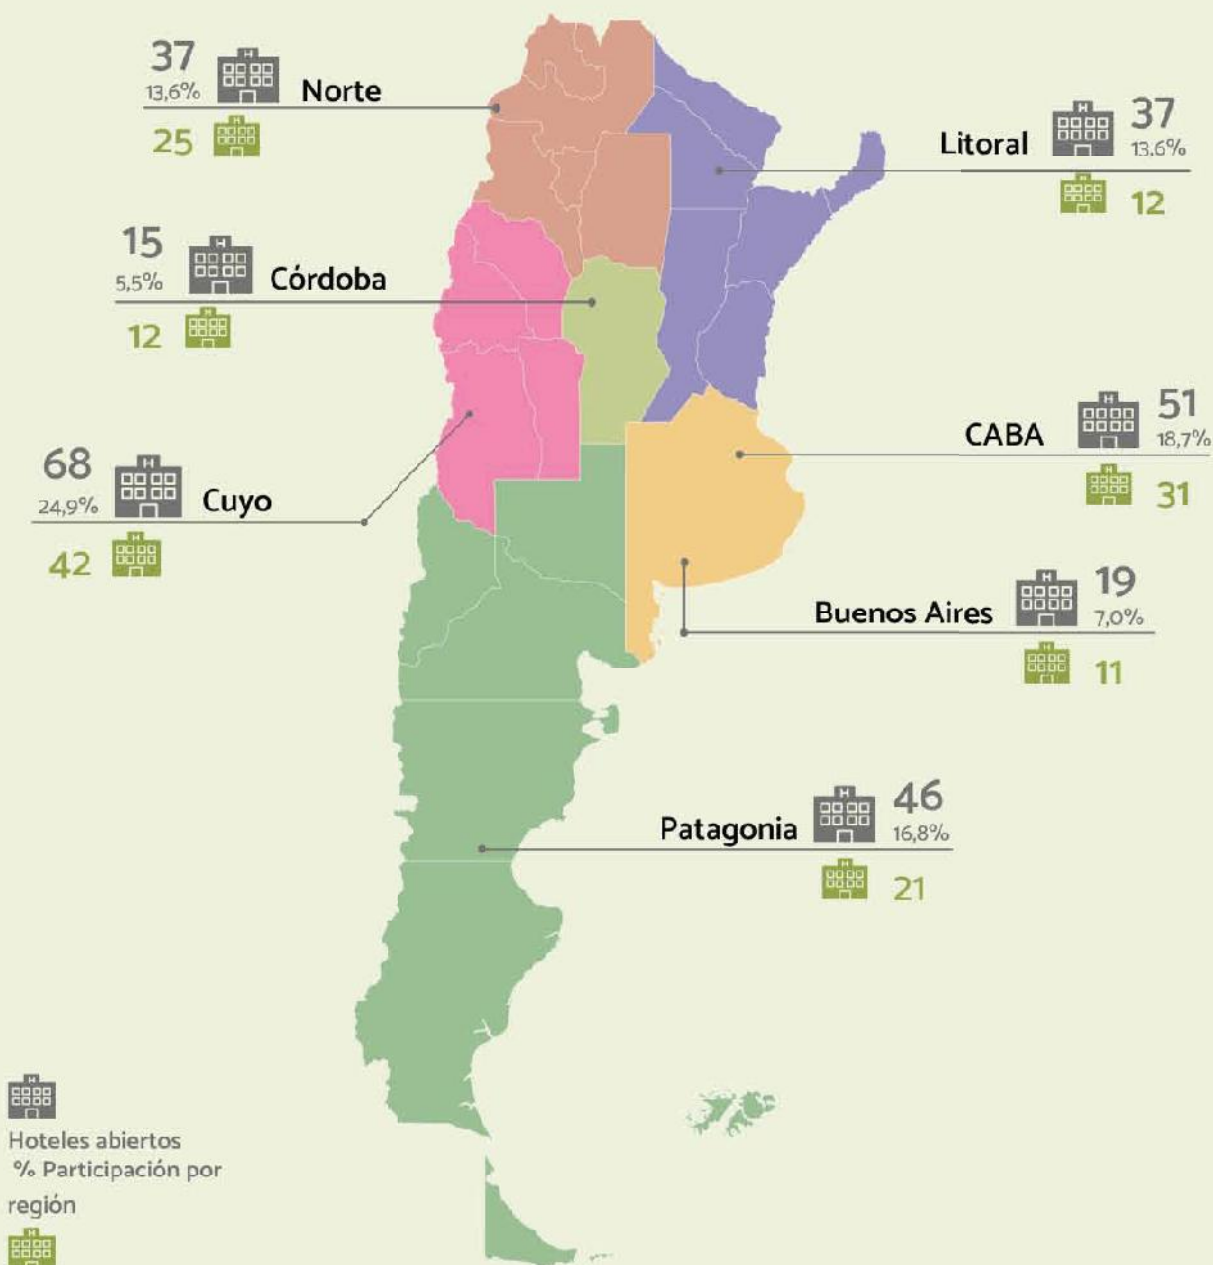 37
13,6%
Norte
25
37
Litoral
13,6%
12
15
5,5%
Córdoba
12
51
CABA
18,7%
31
68
24,9%
Cuyo
42
19
Buenos Aires
7,0%
11
46
Patagonia
16,8%
21
Hoteles abiertos
% Participación por
región